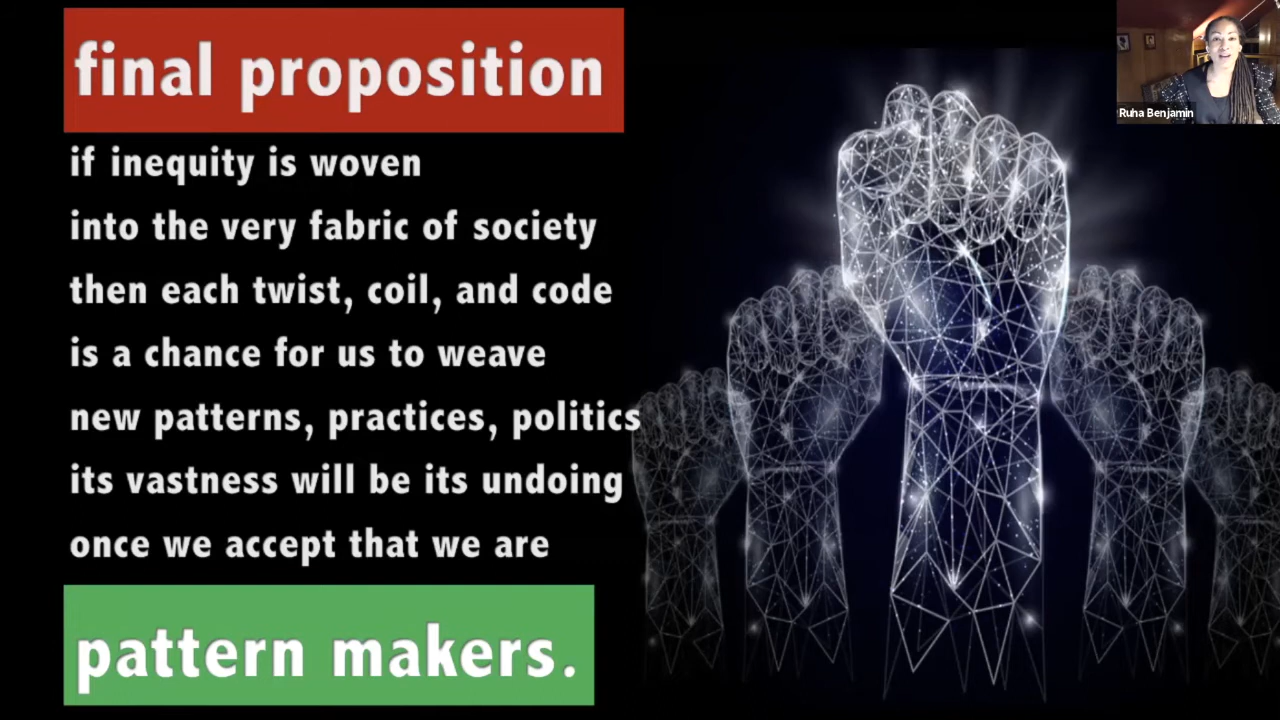 final proposition
if inequity is woven
into the very fabric of society
then each twist, coil, and code
is a chance for us to weave
new patterns, practices, politics
its vastness will be its undoing
once we accept that we are
pattern makers.
Ruha Benjamin